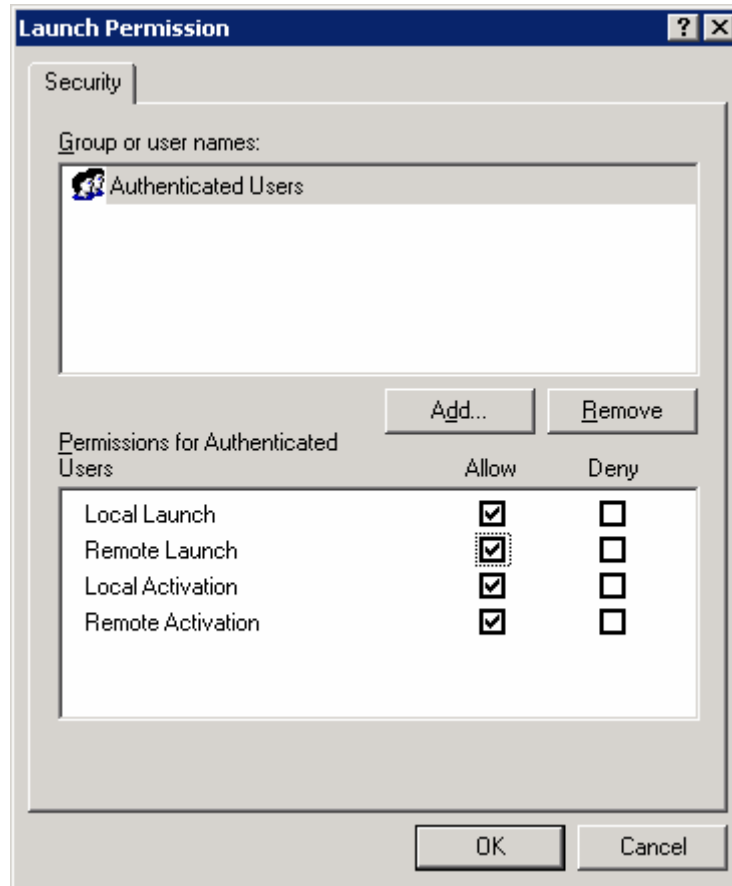 Launch Permission
Security
Group or user names:
Authenticated Users
Add...
Remove
Permissions for Authenticated
Users
Allow
Deny
Local Launch
Remote Launch
Local Activation
Remote Activation
OK
Cancel